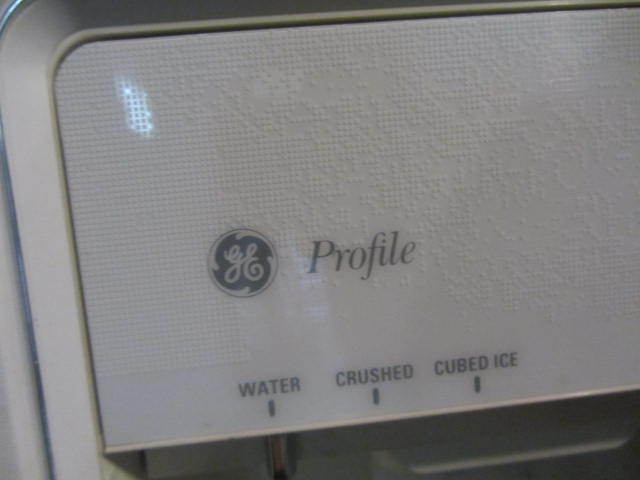 GE Profile
WATER CRUSHED CUBED ICE